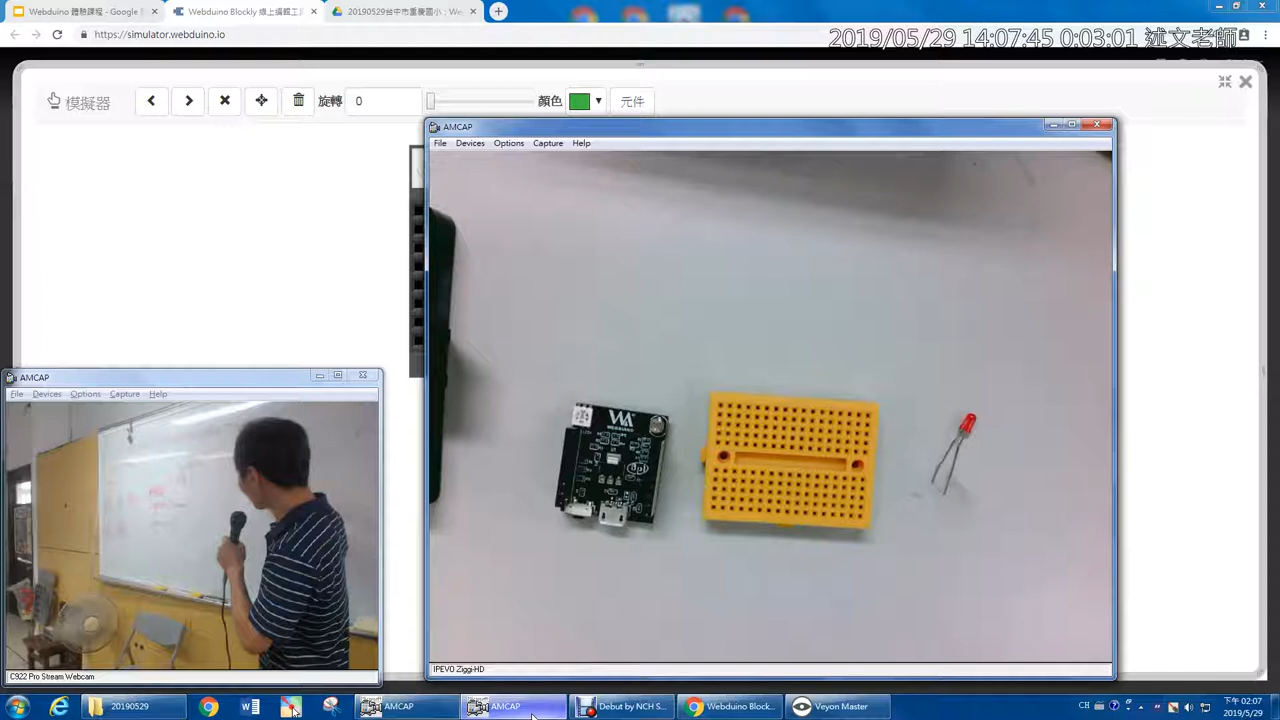 Webduino 體驗課程 - Google
Webduino Blockly 線上編輯工具
20190529台中市重慶國小：We
https://simulator.webduino.io
2019/05/29 14:07:45 0:03:01 述文老師
模擬器
旋轉
0
顏色
元件
AMCAP
File Devices Options Capture Help
WEBDUINO
IPEVO Ziggi-HD
AMCAP
File Devices Options Capture Help
C922 Pro Stream Webcam
20190529
AMCAP
AMCAP
Debut by NCH S...
Webduino Block...
Veyon Master
CH
下午 02:07
2019/5/29